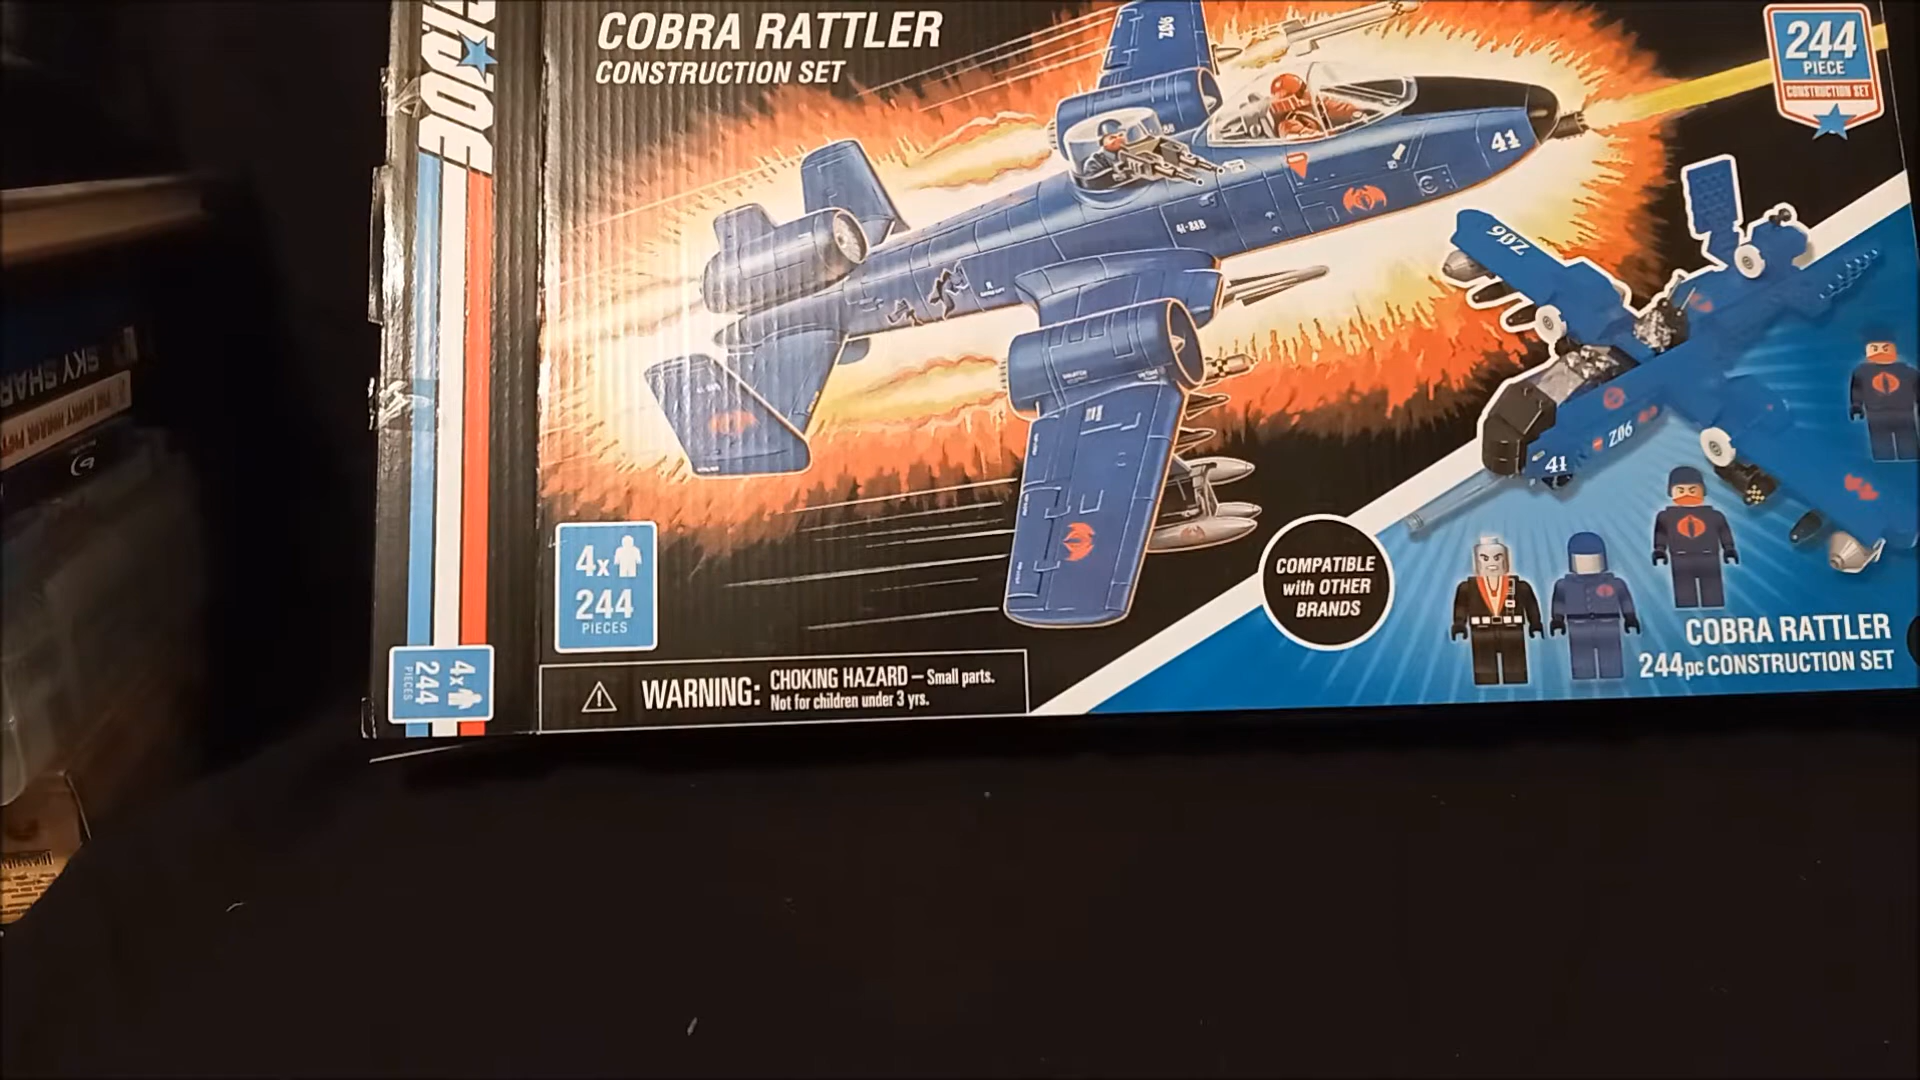 G.I.JOE
COBRA RATTLER
CONSTRUCTION SET
244
PIECE
CONSTRUCTION SET
Z06
41
Z06
Z06
41
4x
244
PIECES
COMPATIBLE
with OTHER
BRANDS
COBRA RATTLER
244pc CONSTRUCTION SET
WARNING: CHOKING HAZARD – Small parts.
Not for children under 3 yrs.
4x
244
PIECES
SKY SHAR